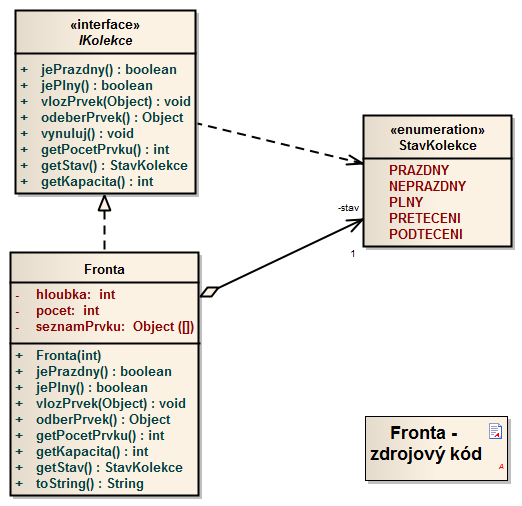 «interface»
IKolekce
+ jePrazdny() : boolean
+ jePlny() : boolean
+ vlozPrvek(Object) : void
+ odeberPrvek() : Object
+ vynuluj() : void
+ getPocetPrvku() : int
+ getStav() : StavKolekce
+ getKapacita() : int
«enumeration»
StavKolekce
PRAZDNY
NEPRAZDNY
PLNY
PRETECENI
PODTECENI
-stav
1
Fronta
- hloubka: int
- pocet: int
- seznamPrvku: Object ([])
+ Fronta(int)
+ jePrazdny() : boolean
+ jePlny() : boolean
+ vlozPrvek(Object) : void
+ odberPrvek() : Object
+ getPocetPrvku() : int
+ getKapacita() : int
+ getStav() : StavKolekce
+ toString() : String
Fronta -
zdrojový kód
A